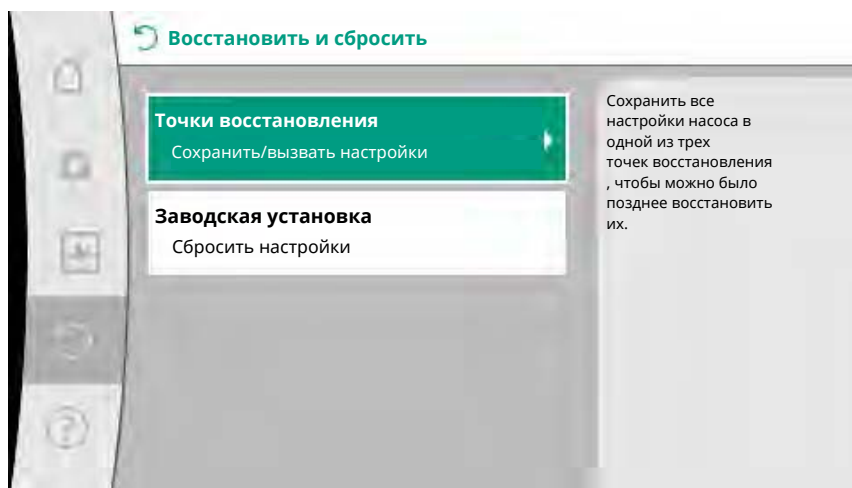 Восстановить и сбросить
Точки восстановления
Сохранить/вызвать настройки
Заводская установка
Сбросить настройки
Сохранить все
настройки насоса в
одной из трех
точек восстановления
, чтобы можно было
позднее восстановить
их.